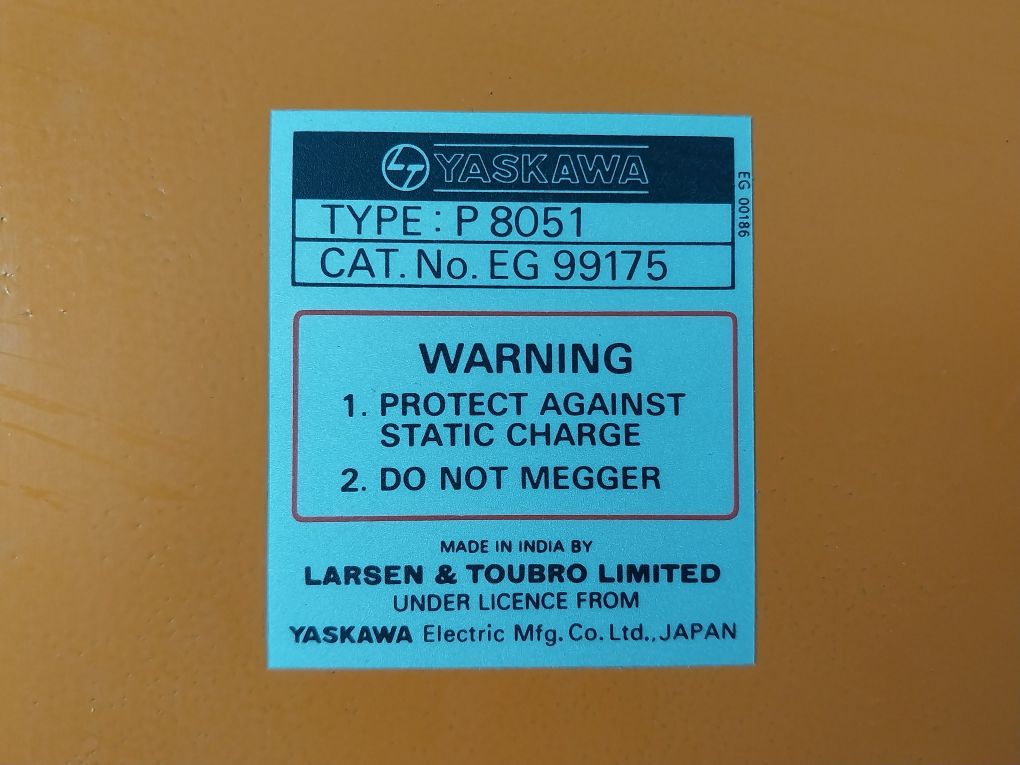 LT YASKAWA
TYPE : P 8051
CAT. No. EG 99175
EG 00186
WARNING
1. PROTECT AGAINST
STATIC CHARGE
2. DO NOT MEGGER
MADE IN INDIA BY
LARSEN & TOUBRO LIMITED
UNDER LICENCE FROM
YASKAWA Electric Mfg. Co. Ltd., JAPAN